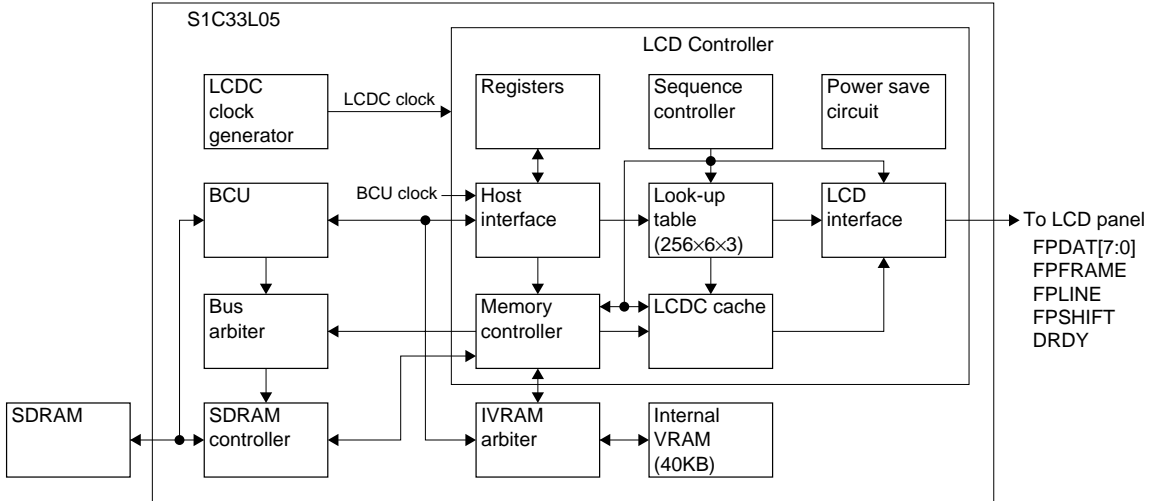 S1C33L05
LCD Controller
LCDC
clock
generator
LCDC clock
Registers
Sequence
controller
Power save
circuit
BCU
BCU clock
Host
interface
Look-up
table
(256×6×3)
LCD
interface
To LCD panel
FPDAT[7:0]
FPFRAME
FPLINE
FPSHIFT
DRDY
Bus
arbiter
Memory
controller
LCDC cache
SDRAM
SDRAM
controller
IVRAM
arbiter
Internal
VRAM
(40KB)